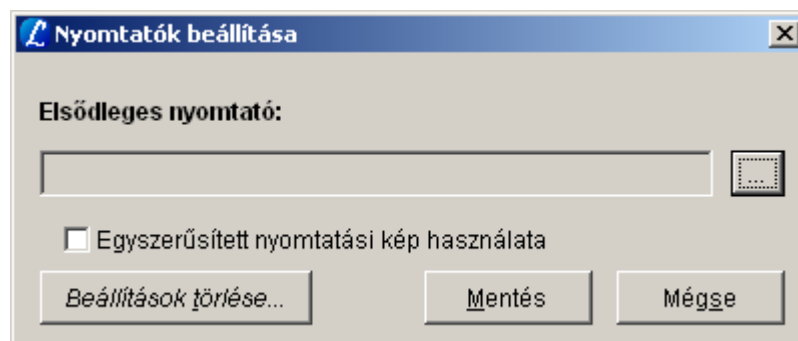 Nyomtatók beállítása
Elsődleges nyomtató:
...
Egyszerűsített nyomtatási kép használata
Beállítások törlése... Mentés Mégse